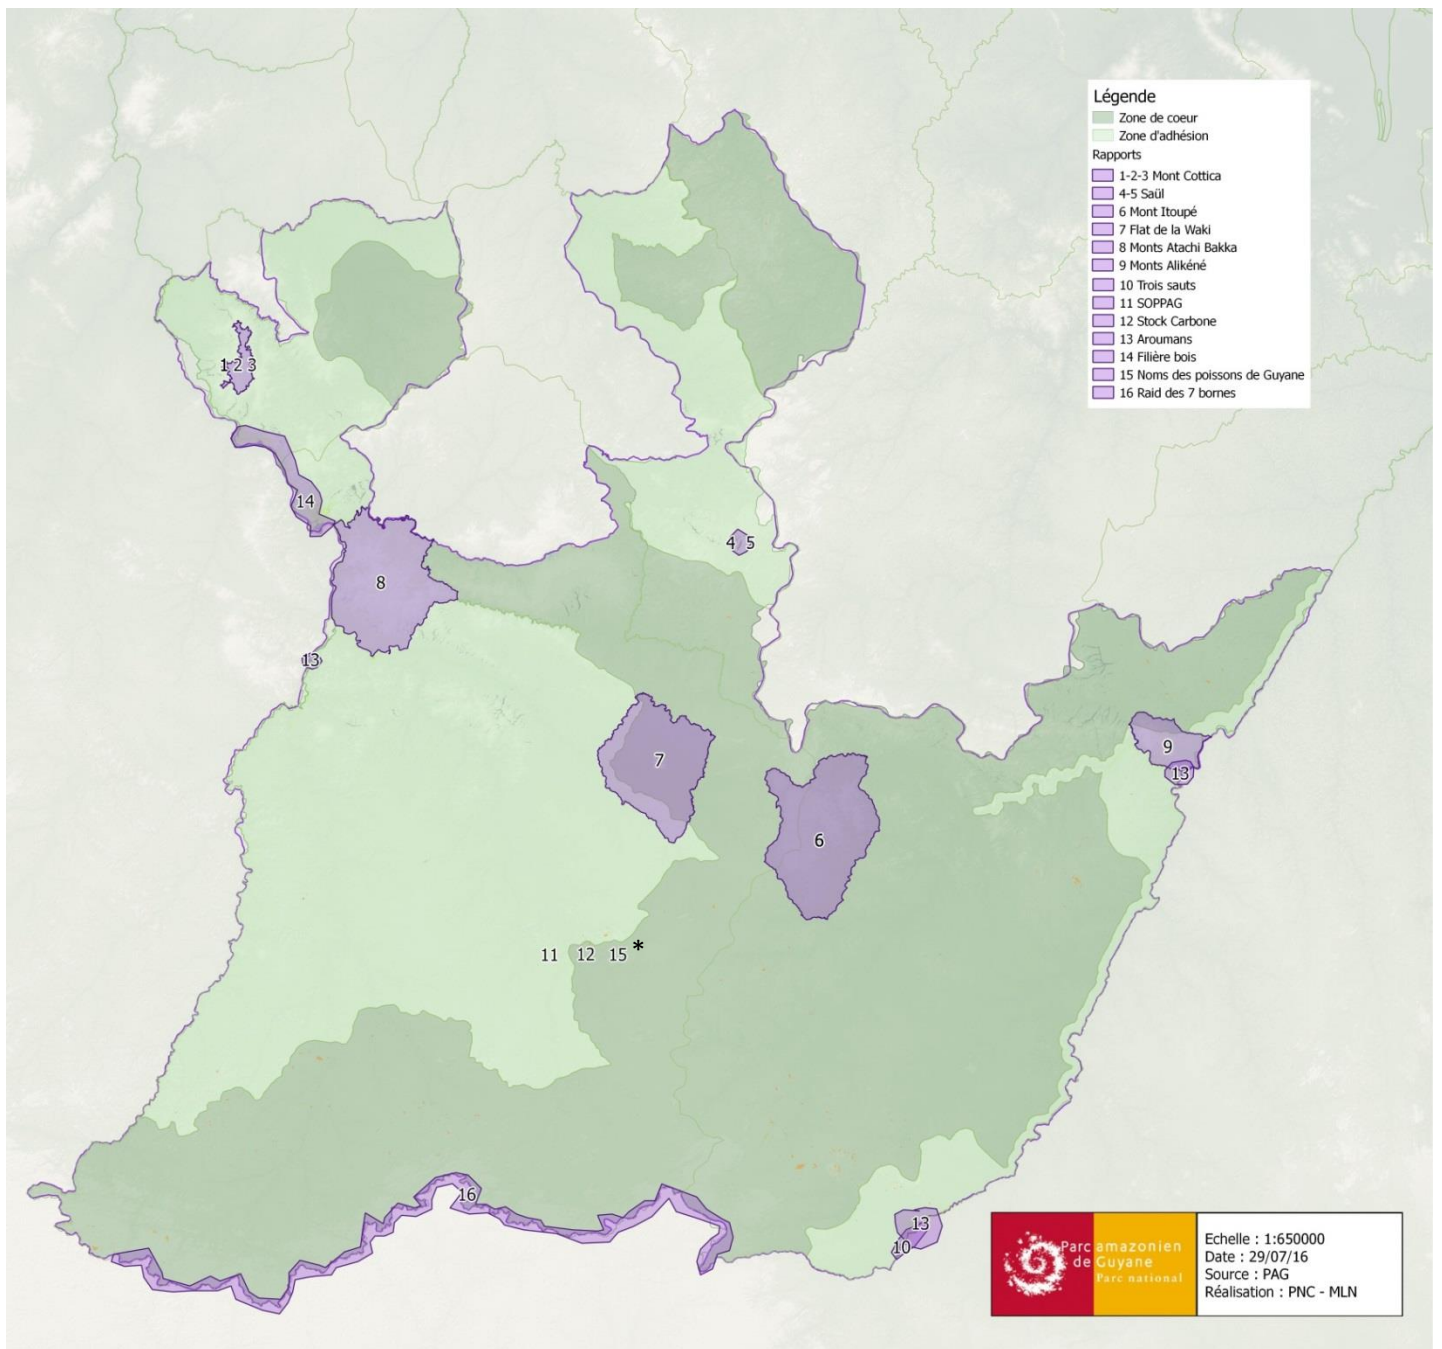 Légende
Zone de coeur
Zone d'adhésion
Rapports
1-2-3 Mont Cottica
4-5 Saül
6 Mont Itoupé
7 Flat de la Waki
8 Monts Atachi Bakka
9 Monts Alikéné
10 Trois sauts
11 SOPPAG
12 Stock Carbone
13 Aroumans
14 Filière bois
15 Noms des poissons de Guyane
16 Raid des 7 bornes
1 2 3
14
4 5
8
13
7
9
13
6
11 12 15 *
16
13
10
Parc amazonien
de Guyane
Parc national
Echelle : 1:650000
Date : 29/07/16
Source : PAG
Réalisation : PNC - MLN